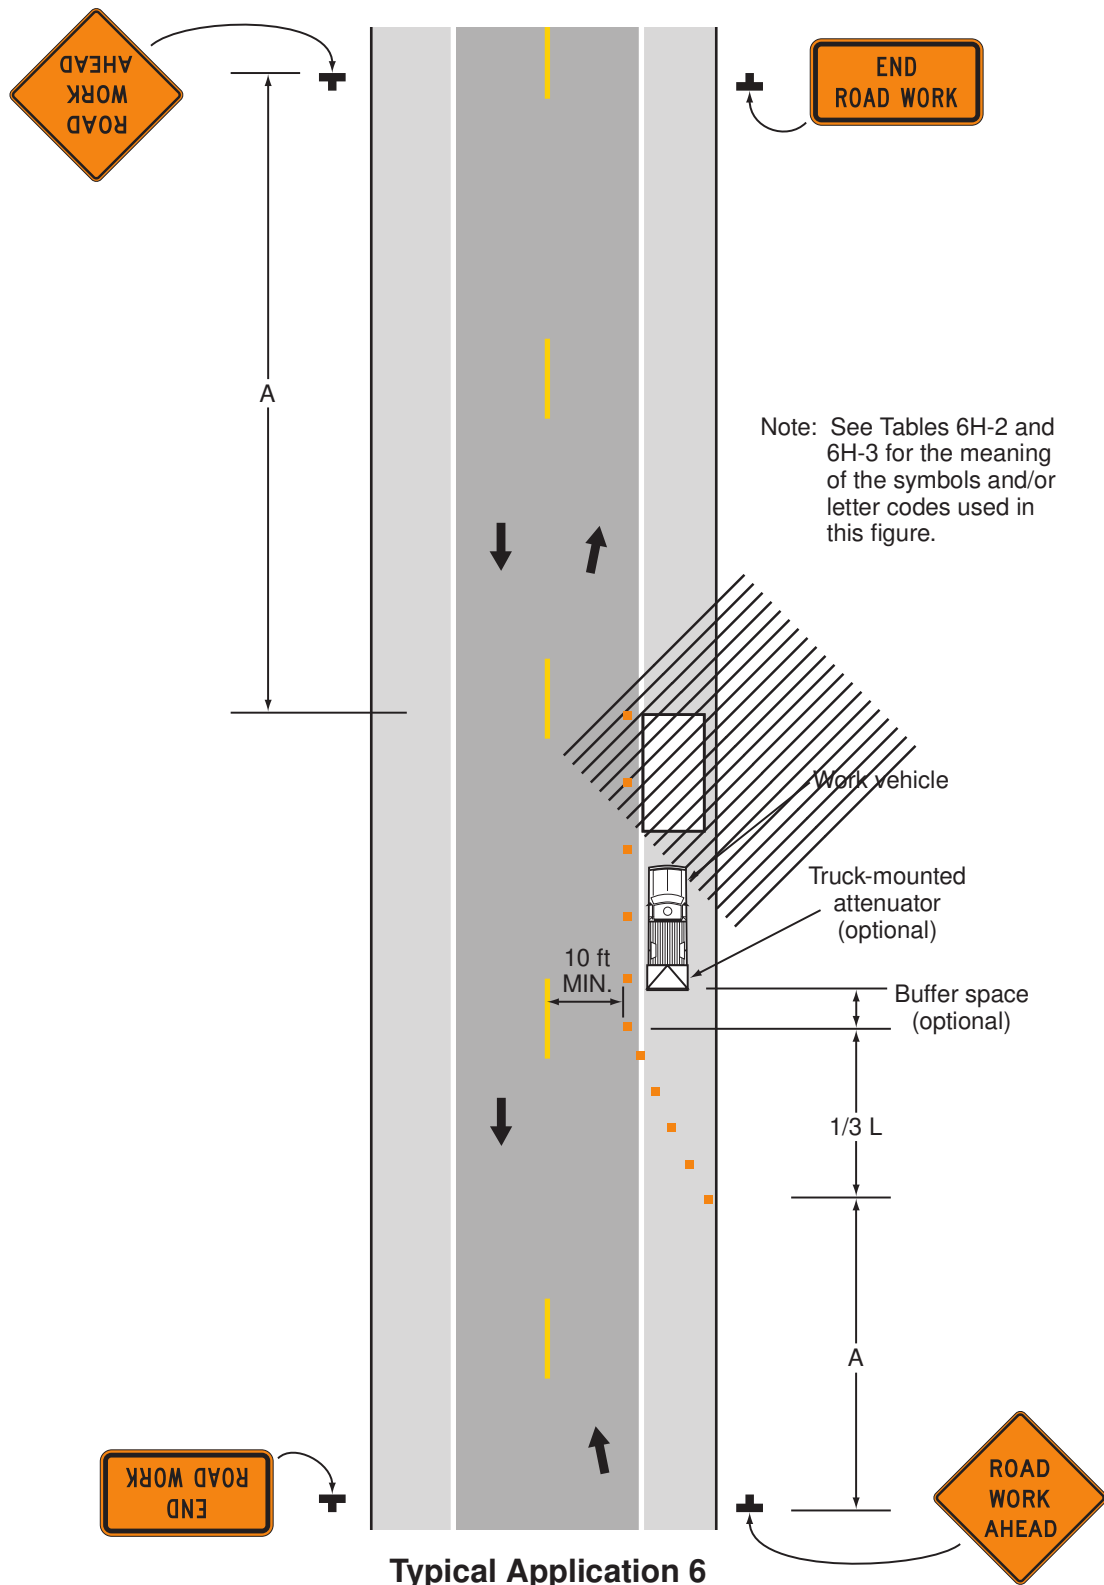 ROAD
WORK
AHEAD
END
ROAD WORK
A
Note: See Tables 6H-2 and
6H-3 for the meaning
of the symbols and/or
letter codes used in
this figure.
Work vehicle
Truck-mounted
attenuator
(optional)
10 ft
MIN.
Buffer space
(optional)
1/3 L
A
END
ROAD WORK
ROAD
WORK
AHEAD
Typical Application 6